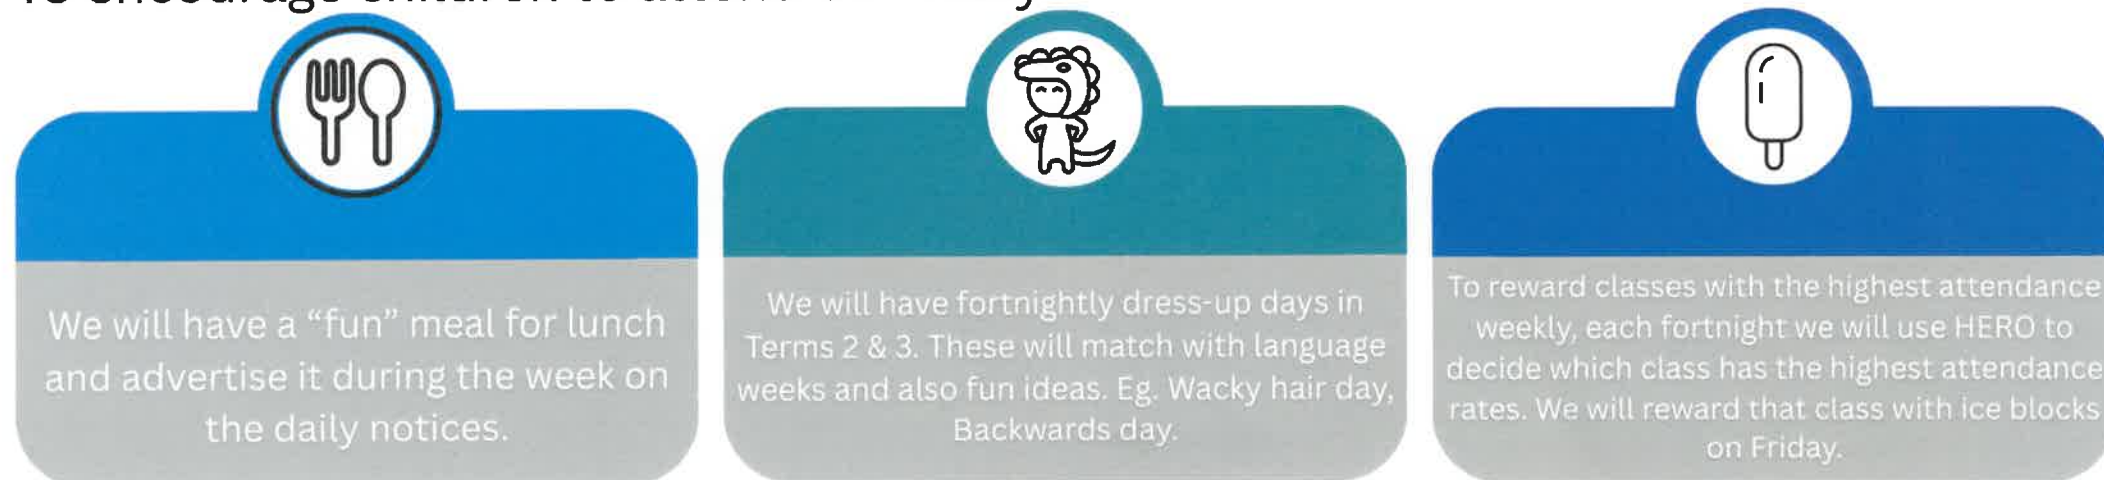 To encourage children to
We will have a “fun” meal for lunch
and advertise it during the week on
the daily notices.
We will have fortnightly dress-up days in
Terms 2 & 3. These will match with language
weeks and also fun ideas. Eg. Wacky hair day,
Backwards day.
To reward classes with the highest attendance
weekly, each fortnight we will use HERO to
decide which class has the highest attendance
rates. We will reward that class with ice blocks
on Friday.